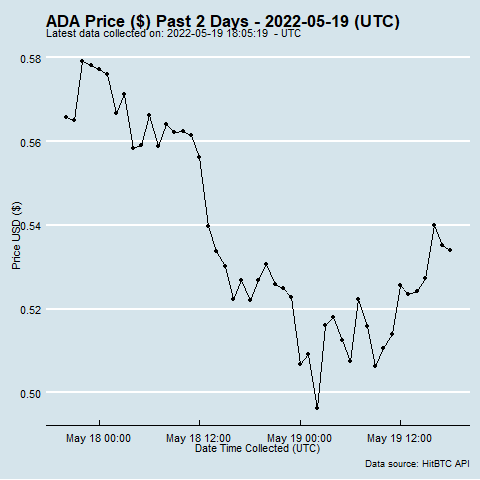 ADA Price ($) Past 2 Days - 2022-05-19 (UTC)
Latest data collected on: 2022-05-19 18:05:19  - UTC
0.58
0.56
0.54
0.52
0.50
Price USD ($)
May 18 00:00 May 18 12:00 May 19 00:00 May 19 12:00
Date Time Collected (UTC)
Data source: HitBTC API